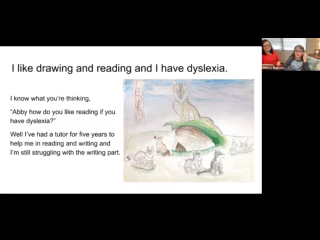 I like drawing and reading and I have dyslexia.
I know what you're thinking,
"Abby how do you like reading if you
have dyslexia?"
Well I've had a tutor for five years to
help me in reading and writing and
I'm still struggling with the writing part.